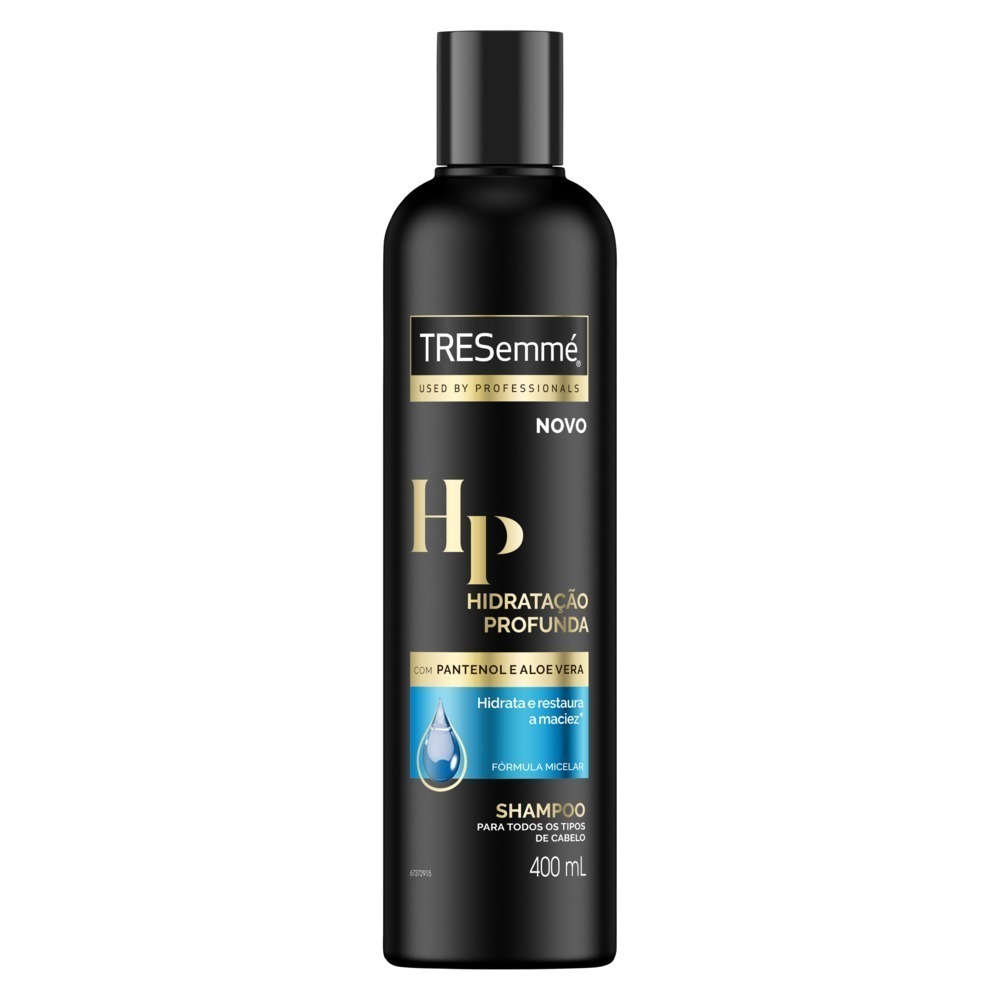 TRESemmé®
USED BY PROFESSIONALS
NOVO
HP
HIDRATAÇÃO
PROFUNDA
COM PANTENOL E ALOE VERA
Hidrata e restaura
a maciez*
FÓRMULA MICELAR
SHAMPOO
PARA TODOS OS TIPOS
DE CABELO
400 mL
67372915